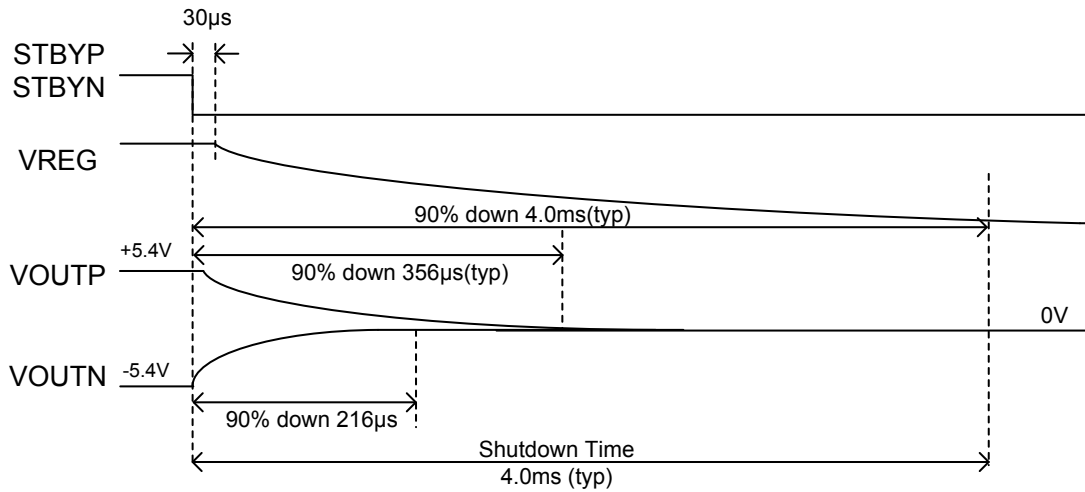 30µs
STBYP
STBYN
VREG
90% down 4.0ms(typ)
+5.4V
VOUTP
90% down 356µs(typ)
0V
VOUTN
-5.4V
90% down 216µs
Shutdown Time
4.0ms (typ)